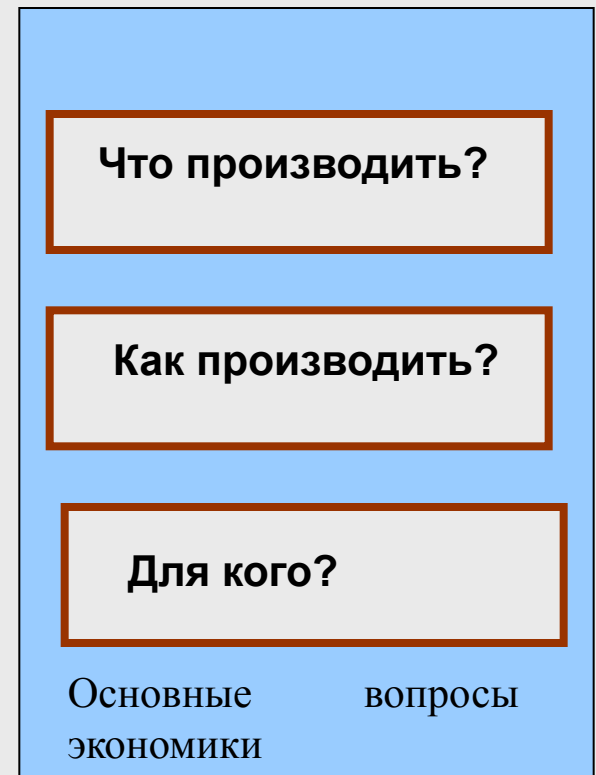 Что производить?
Как производить?
Для кого?
Основные вопросы
экономики